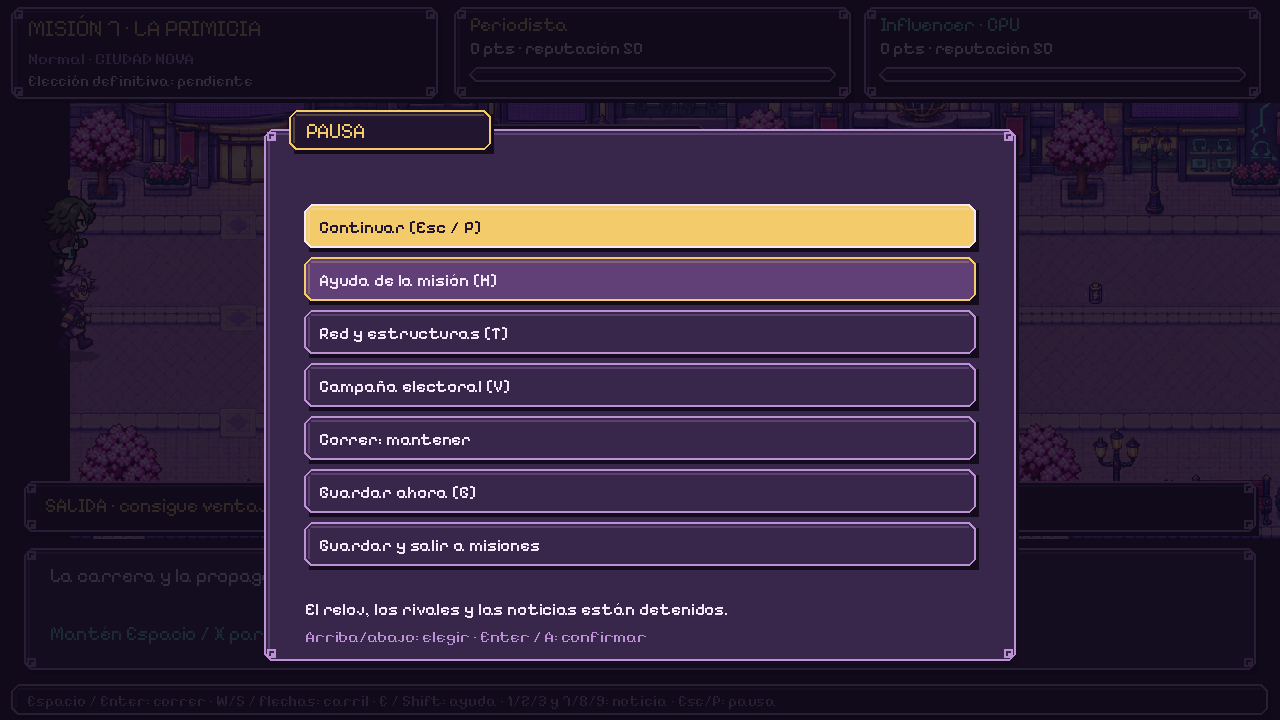 MISIÓN 7 · LA PRIMICIA
Normal · CIUDAD NOVA
Elección definitiva: pendiente
Periodista
0 pts · reputación 50
Influencer · CPU
0 pts · reputación 50
PAUSA
Continuar (Esc / P)
Ayuda de la misión (H)
Red y estructuras (T)
Campaña electoral (V)
Correr: mantener
Guardar ahora (G)
Guardar y salir a misiones
El reloj, los rivales y las noticias están detenidos.
Arriba/abajo: elegir · Enter / A: confirmar
SALIDA · consigue venta
La carrera y la propag
Mantén Espacio / X par
Espacio / Enter: correr · W/S / flechas: carril · E / Shift: ayuda · 1/2/3 y 7/8/9: noticia · Esc/P: pausa